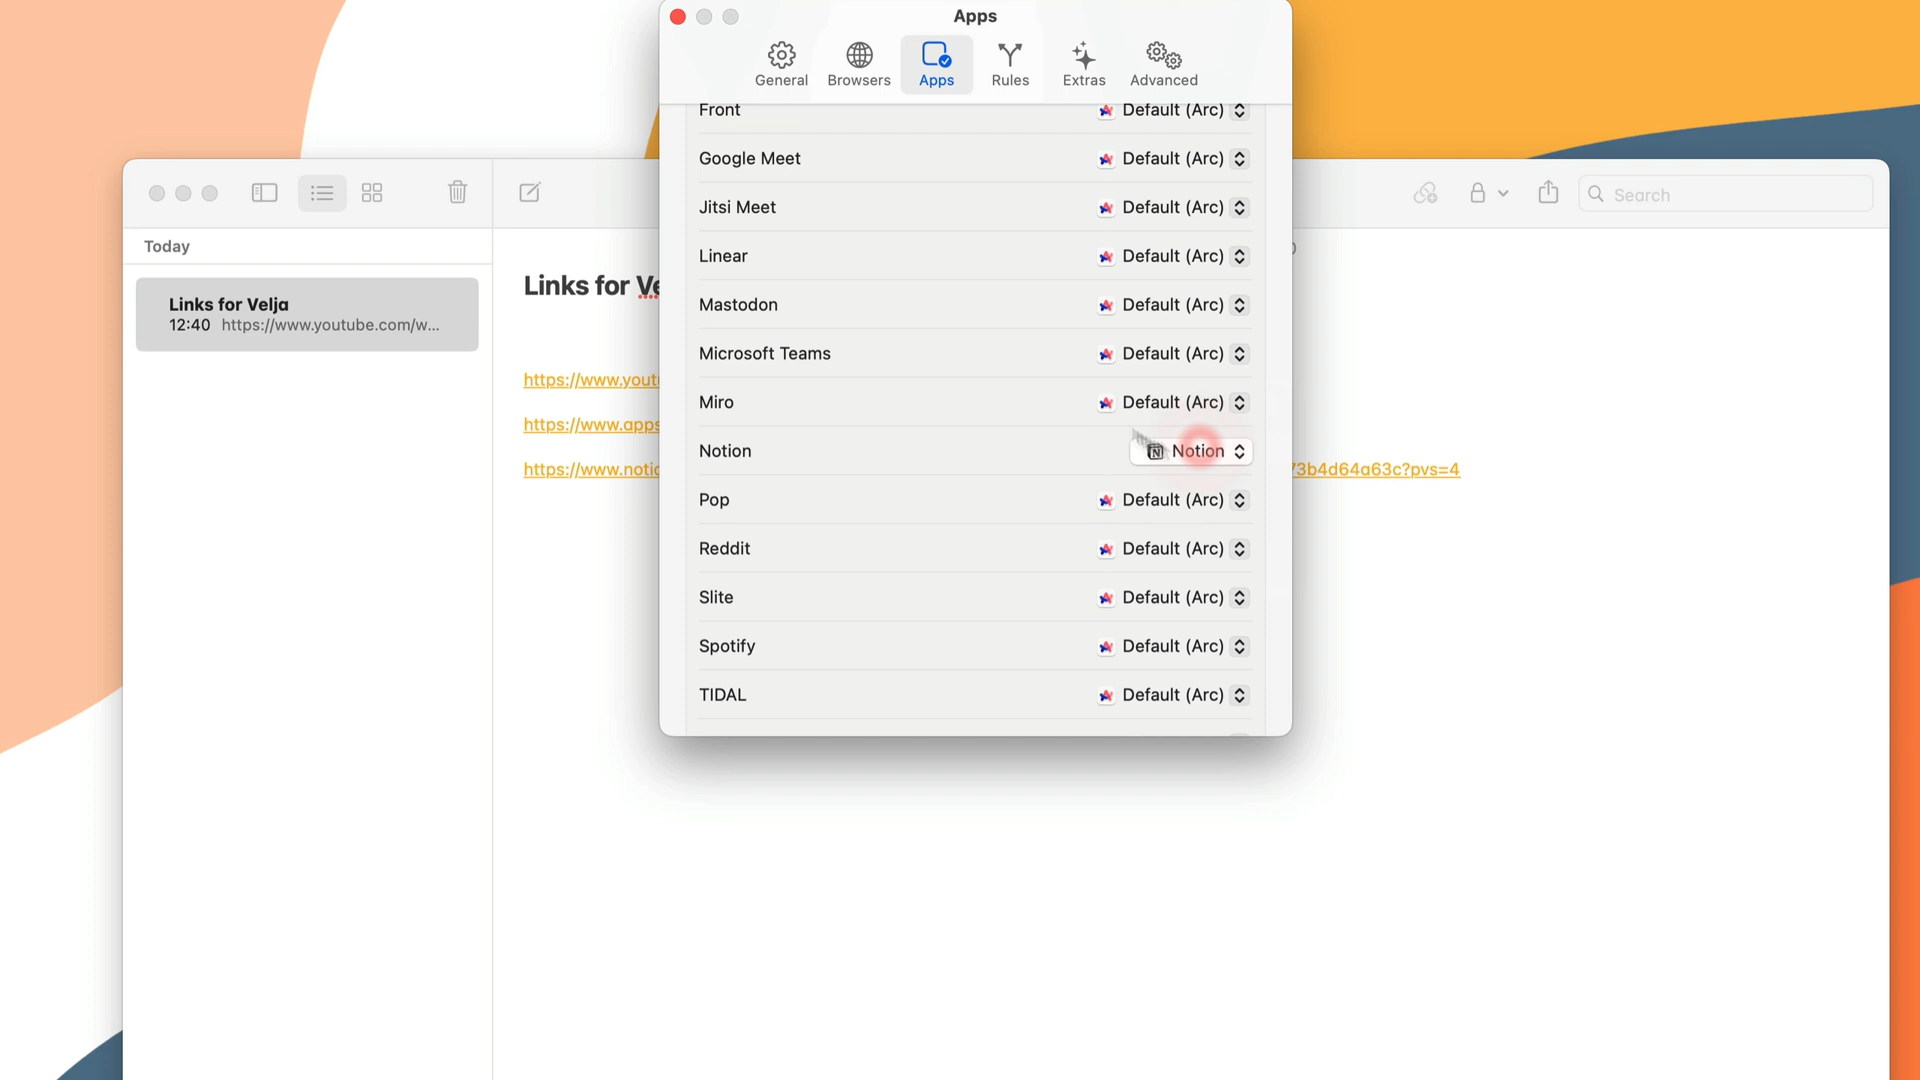 Apps
General
Browsers
Apps
Rules
Extras
Advanced
Front
Default (Arc)
Google Meet
Default (Arc)
Jitsi Meet
Default (Arc)
Linear
Default (Arc)
Mastodon
Default (Arc)
Microsoft Teams
Default (Arc)
Miro
Default (Arc)
Notion
Notion
Pop
Default (Arc)
Reddit
Default (Arc)
Slite
Default (Arc)
Spotify
Default (Arc)
TIDAL
Default (Arc)
Search
Today
Links for Velja
12:40 https://www.youtube.com/w...
Links for Ve
https://www.yout
https://www.apps
https://www.notio
73b4d64a63c?pvs=4